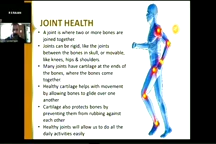 JOINT HEALTH
• A joint is where two or more bones are
joined together
• Joints can be rigid, like the joints
between the bones in skull, or movable,
like knees, hips & shoulders.
• Many joints have cartilage at the ends of
the bones, where the bones come
together
• Healthy cartilage helps with movement
by allowing bones to glide over one
another
• Cartilage also protects bones by
preventing them from rubbing against
each other
• Healthy joints will allow us to do all the
daily activities easily